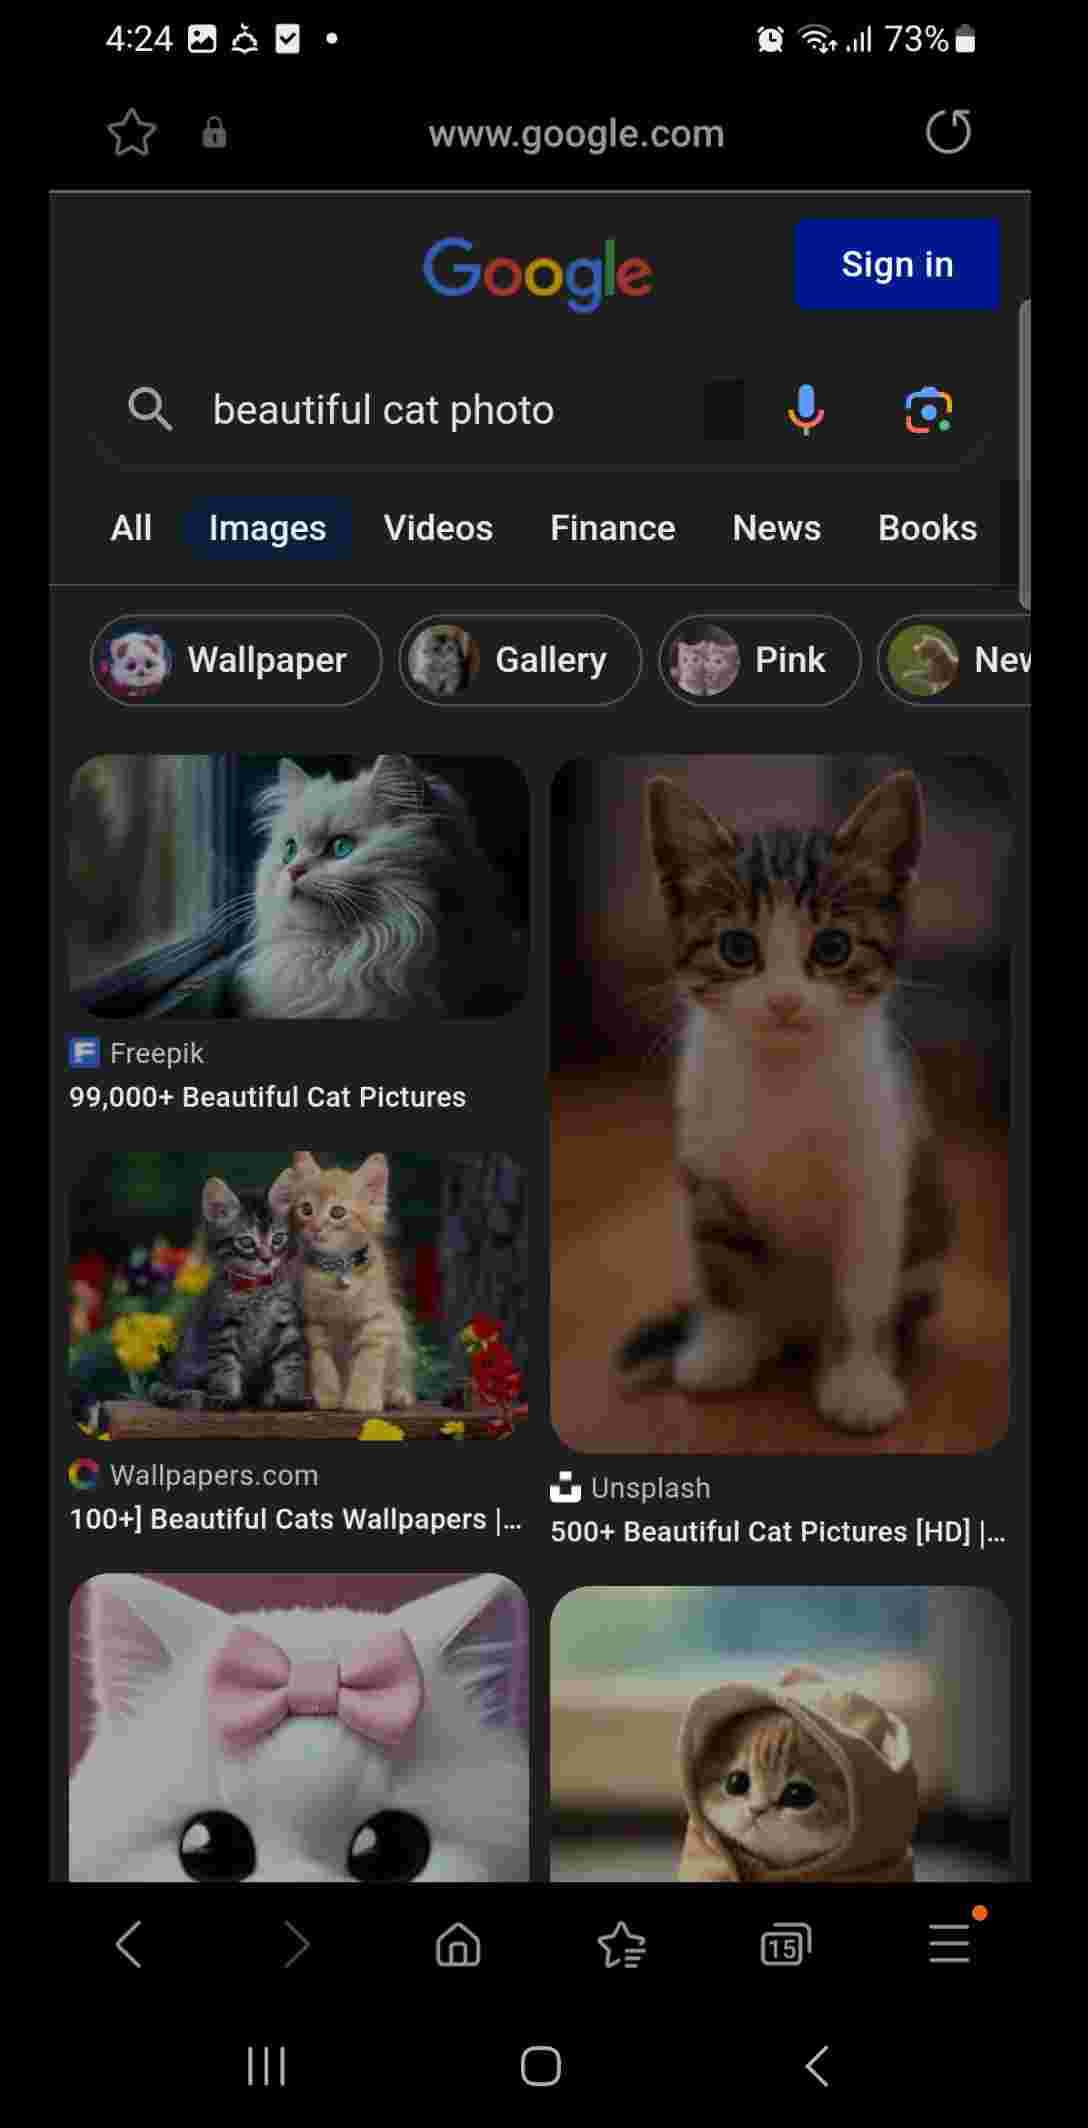 4:24 73%
www.google.com
Google Sign in
beautiful cat photo
All Images Videos Finance News Books
Wallpaper Gallery Pink New
Freepik
99,000+ Beautiful Cat Pictures
Wallpapers.com
100+] Beautiful Cats Wallpapers |...
Unsplash
500+ Beautiful Cat Pictures [HD] |...
15